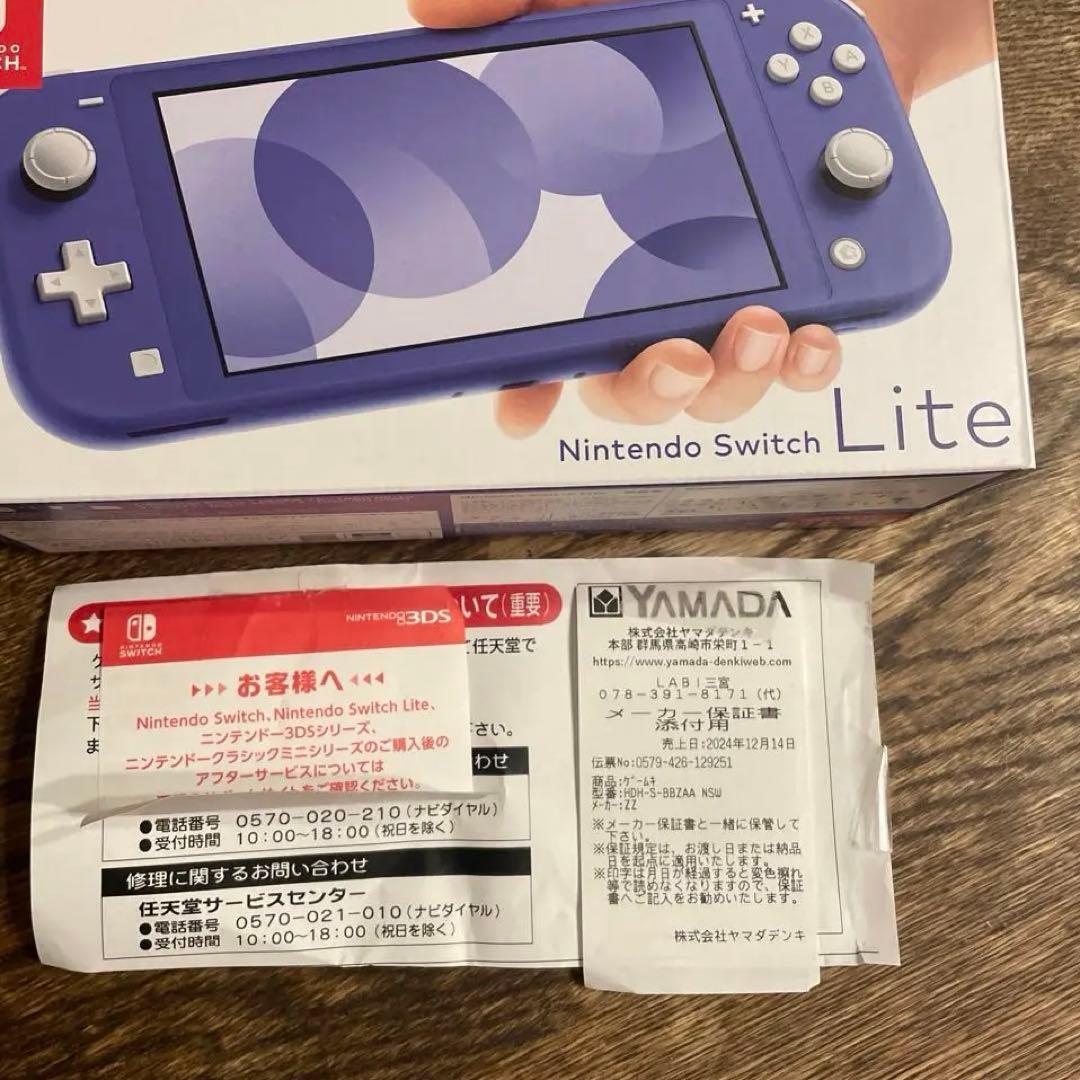 X
Y
A
B
Nintendo Switch Lite
いて(重要)
て任天堂で
NINTENDO
SWITCH
NINTENDO3DS
お客様へ
Nintendo Switch、Nintendo Switch Lite、
ニンテンドー3DSシリーズ、
ニンテンドークラシックミニシリーズのご購入後の
アフターサービスについては
をご確認ください。
さい。
わせ
●電話番号 0570-020-210(ナビダイヤル)
●受付時間 10:00~18:00(祝日を除く)
修理に関するお問い合わせ
任天堂サービスセンター
●電話番号 0570-021-010(ナビダイヤル)
●受付時間 10:00~18:00(祝日を除く)
YAMADA
株式会社ヤマダデンキ
本部 群馬県高崎市栄町1-1
https://www.yamada-denkiweb.com
LABI三宮
078-391-8171(代)
メーカー保証書
添付用
売上日:2024年12月14日
伝票No:0579-426-129251
商品:ゲームキ
型番:HDH-S-BBZAA NSW
メーカー:ZZ
※メーカー保証書と一緒に保管して
下さい。
※保証規定は、お渡し日または納品
日を起点に適用いたします。
※印字は月日が経過すると変色擦れ
等で読めなくなりますので、保証
書へご記入をお勧めいたします。
株式会社ヤマダデンキ